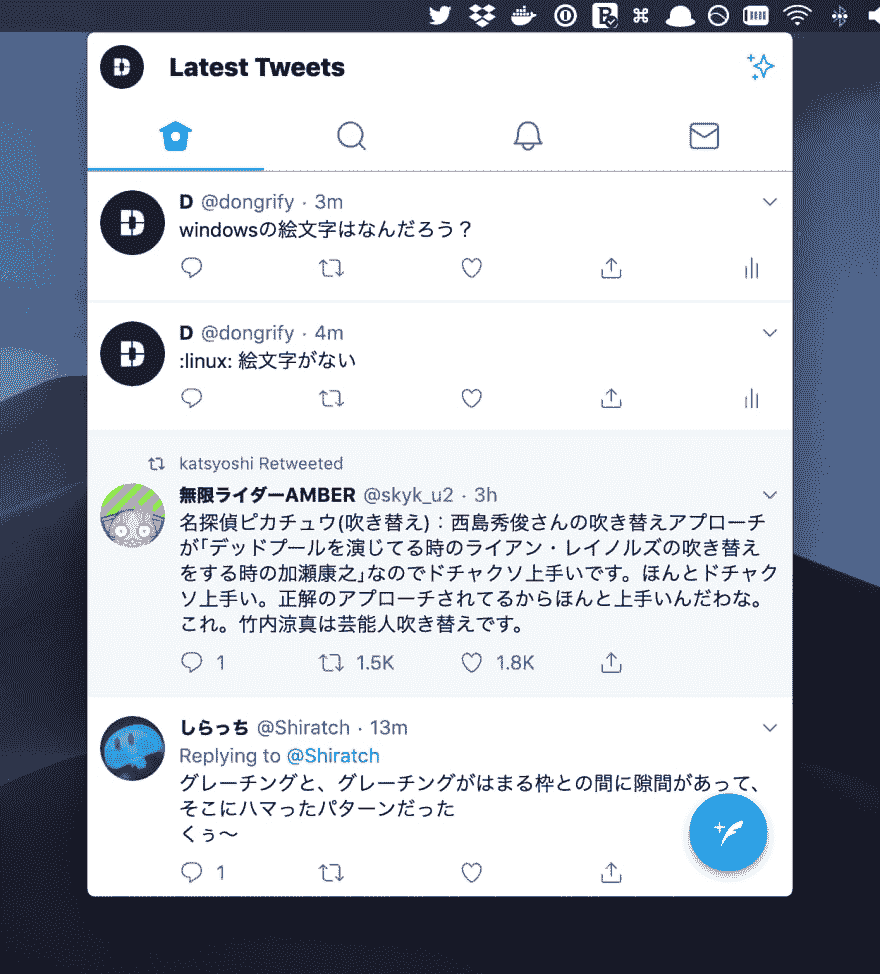 Latest Tweets
D @dongrify · 3m
windowsの絵文字はなんだろう？
D @dongrify · 4m
:linux: 絵文字がない
katsyoshi Retweeted
無限ライダーAMBER @skyk_u2 · 3h
名探偵ピカチュウ(吹き替え)：西島秀俊さんの吹き替えアプローチ
が｢デッドプールを演じてる時のライアン・レイノルズの吹き替え
をする時の加瀬康之｣なのでドチャクソ上手いです。ほんとドチャク
ソ上手い。正解のアプローチされてるからほんと上手いんだわな。
これ。竹内涼真は芸能人吹き替えです。
1 1.5K 1.8K
しらっち @Shiratch · 13m
Replying to @Shiratch
グレーチングと、グレーチングがはまる枠との間に隙間があって、
そこにハマったパターンだった
くぅ〜
1